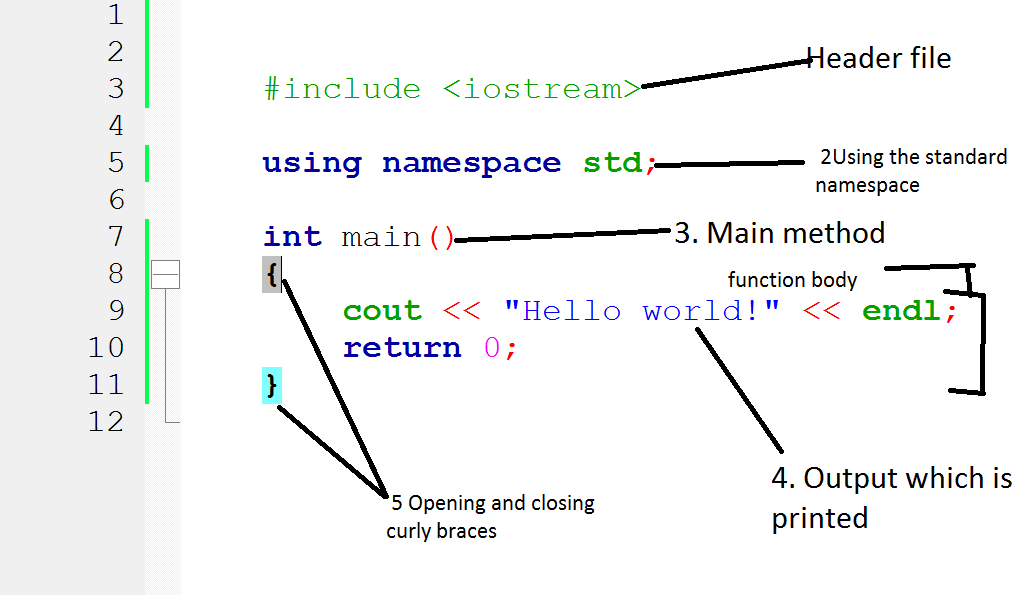 1
2
Header file
3 #include <iostream>
4
5 using namespace std;
2Using the standard
namespace
6
7 int main()
3. Main method
8 {
function body
9 cout << "Hello world!" << endl;
10 return 0;
11 }
12
4. Output which is
printed
5 Opening and closing
curly braces